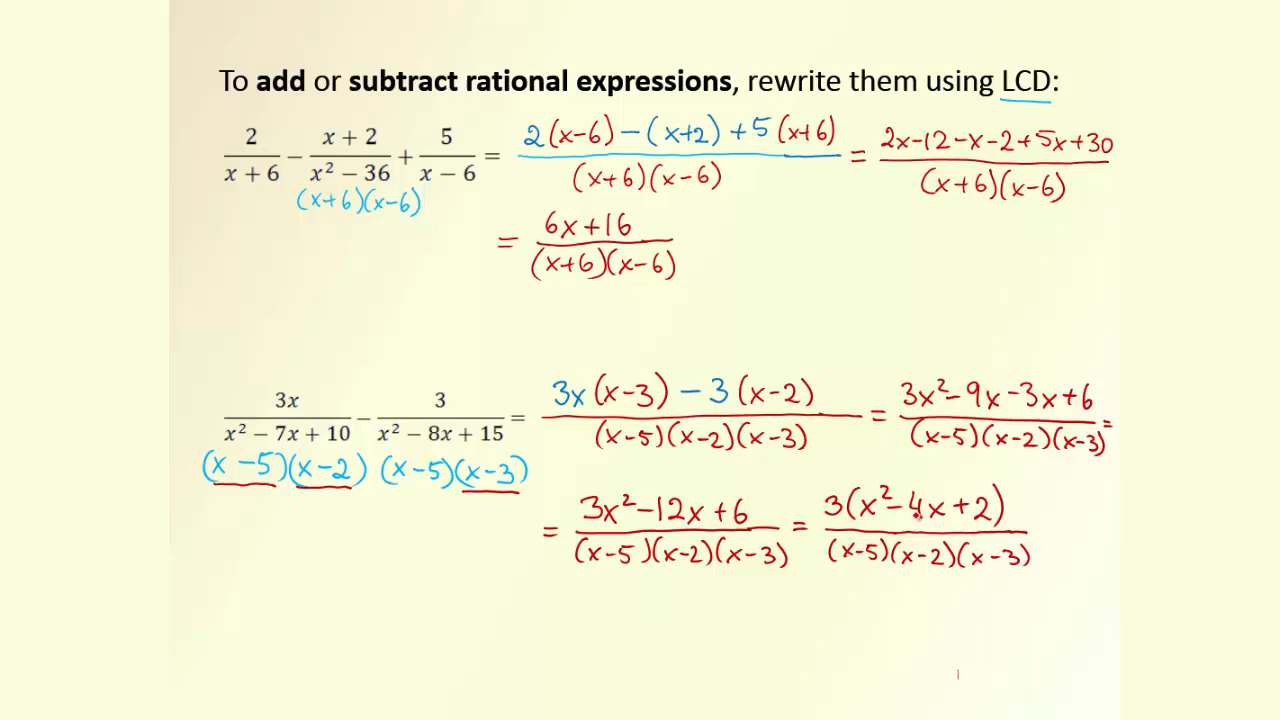 To add or subtract rational expressions, rewrite them using LCD:
2/(x + 6) − (x + 2)/(x² − 36) + 5/(x − 6) = (2(x−6) − (x+2) + 5(x+6))/((x+6)(x−6)) = (2x−12−x−2+5x+30)/((x+6)(x−6))
(x+6)(x−6)
= (6x+16)/((x+6)(x−6))
3x/(x² − 7x + 10) − 3/(x² − 8x + 15) = (3x(x−3) − 3(x−2))/((x−5)(x−2)(x−3)) = (3x²−9x−3x+6)/((x−5)(x−2)(x−3)) =
(x−5)(x−2) (x−5)(x−3)
= (3x²−12x+6)/((x−5)(x−2)(x−3)) = 3(x²−4x+2)/((x−5)(x−2)(x−3))
1